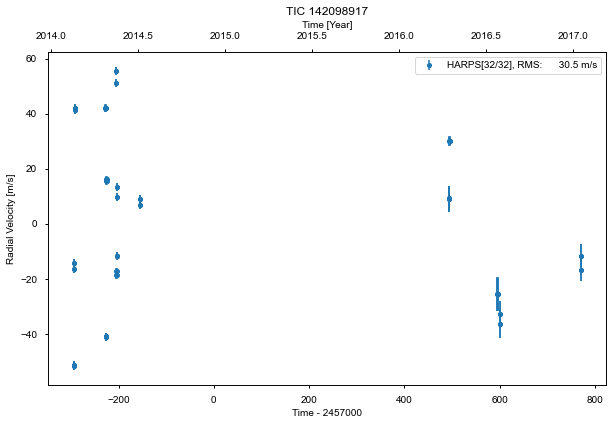 TIC 142098917
Time [Year]
2014.0 2014.5 2015.0 2015.5 2016.0 2016.5 2017.0
HARPS[32/32], RMS: 30.5 m/s
60
40
20
0
−20
−40
Radial Velocity [m/s]
−200 0 200 400 600 800
Time - 2457000